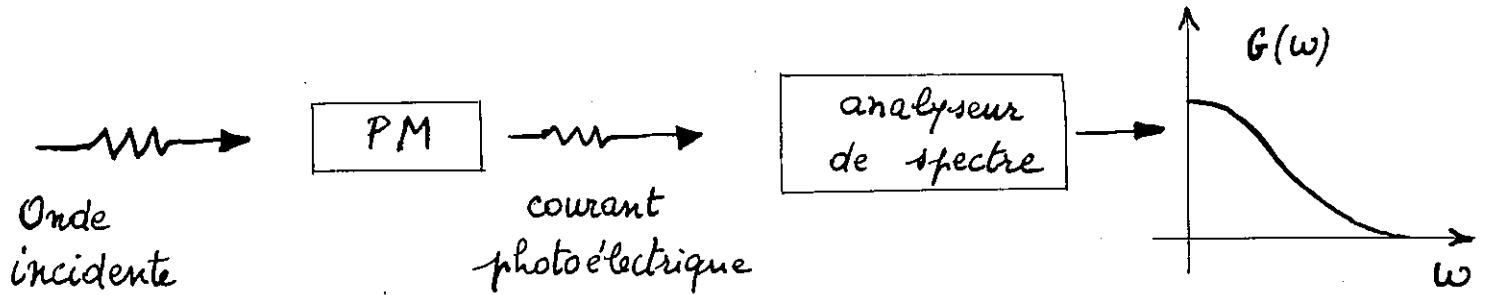 G(ω)
PM
analyseur
de spectre
Onde
incidente
courant
photoélectrique
ω